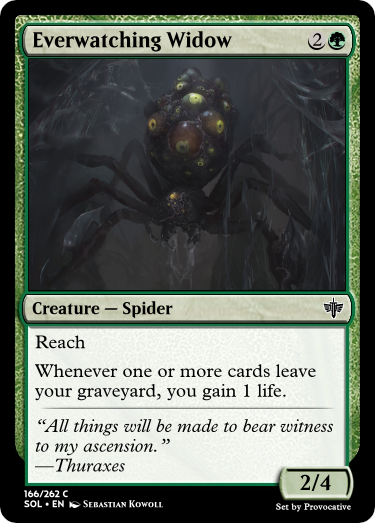 Everwatching Widow 2
Creature — Spider
Reach
Whenever one or more cards leave
your graveyard, you gain 1 life.
“All things will be made to bear witness
to my ascension.”
—Thuraxes
2/4
166/262 C
SOL • EN Sebastian Kowoll
Set by Provocative